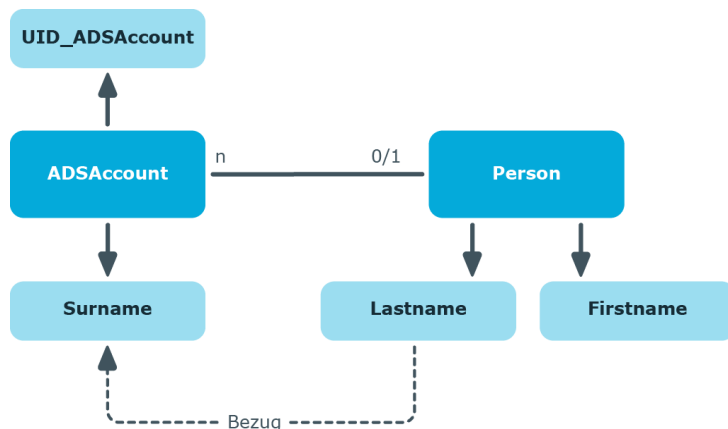 UID_ADSAccount
ADSAccount
n
0/1
Person
Surname
Lastname
Firstname
Bezug